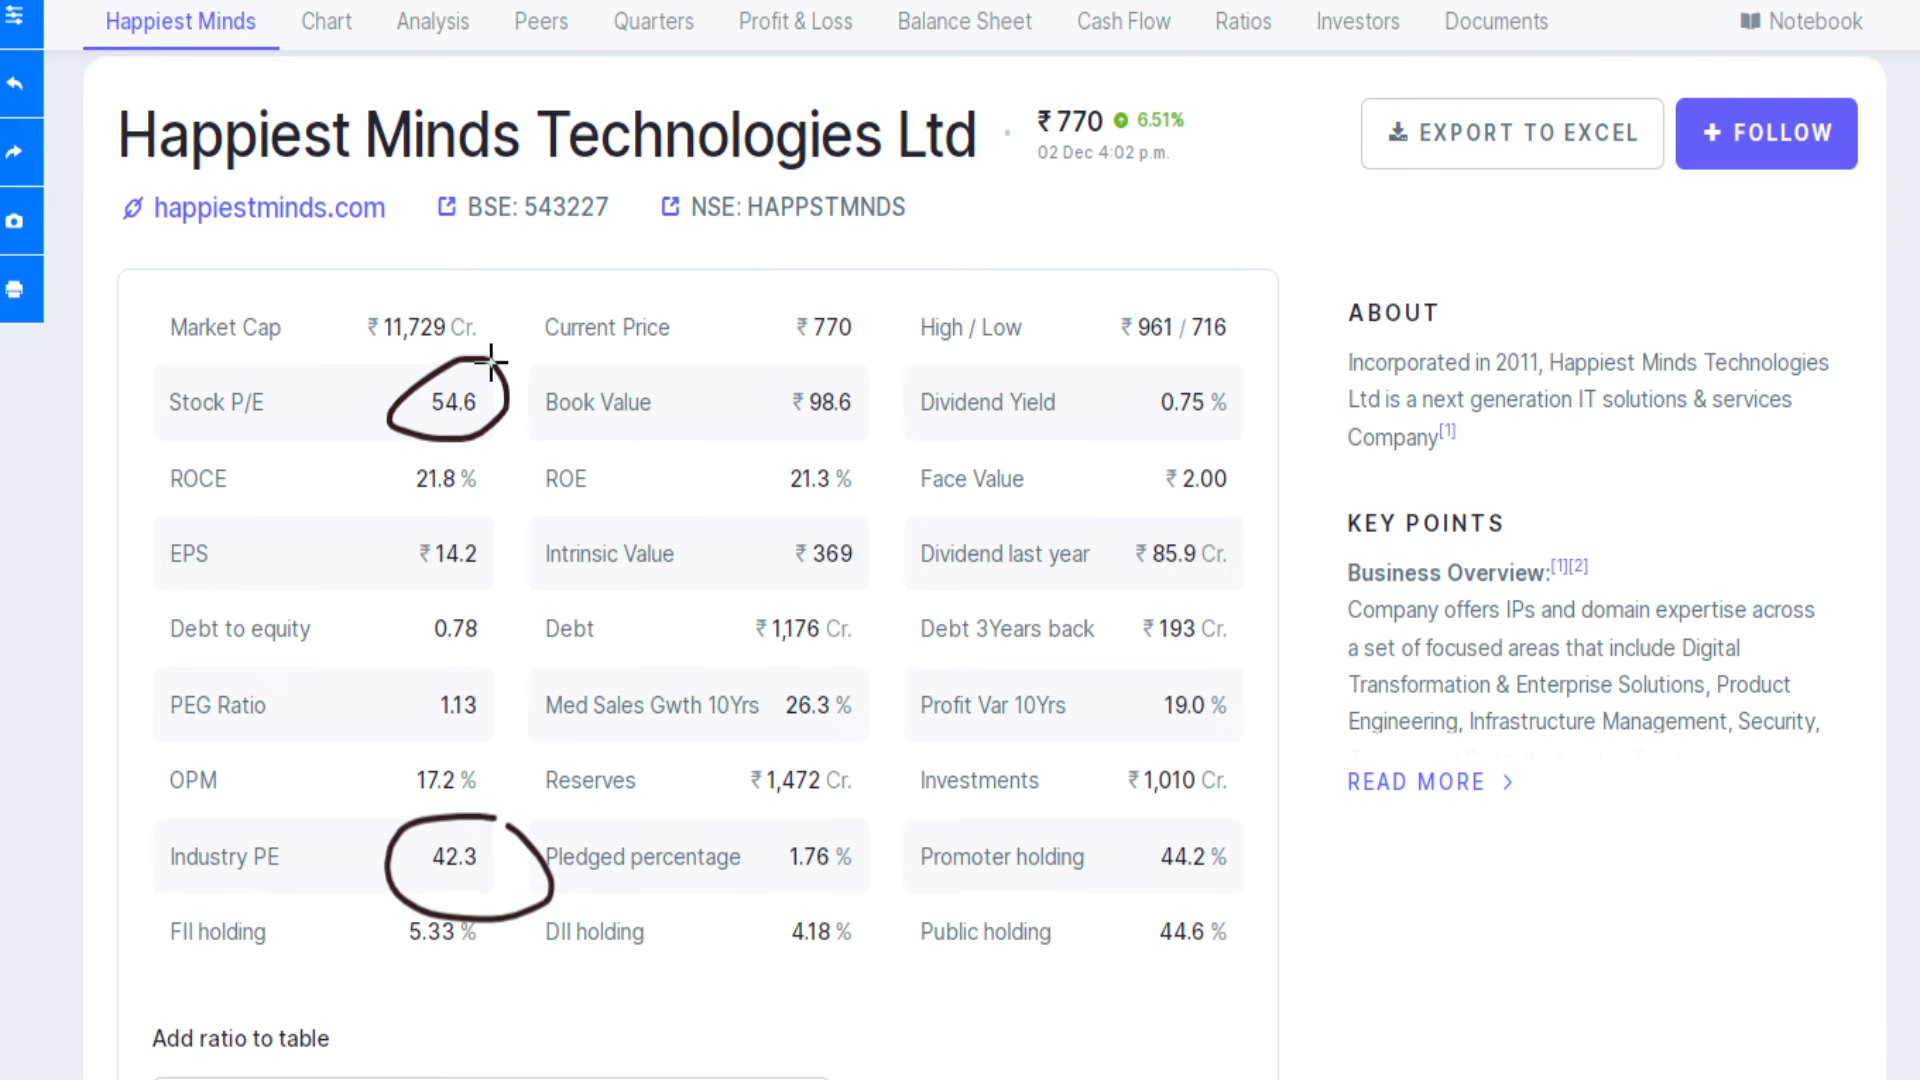 Happiest Minds Chart Analysis Peers Quarters Profit & Loss Balance Sheet Cash Flow Ratios Investors Documents Notebook
Happiest Minds Technologies Ltd ₹ 770 6.51%
02 Dec 4:02 p.m.
EXPORT TO EXCEL
FOLLOW
happiestminds.com BSE: 543227 NSE: HAPPSTMNDS
Market Cap ₹ 11,729 Cr. Current Price ₹ 770 High / Low ₹ 961 / 716
Stock P/E 54.6 Book Value ₹ 98.6 Dividend Yield 0.75 %
ROCE 21.8 % ROE 21.3 % Face Value ₹ 2.00
EPS ₹ 14.2 Intrinsic Value ₹ 369 Dividend last year ₹ 85.9 Cr.
Debt to equity 0.78 Debt ₹ 1,176 Cr. Debt 3Years back ₹ 193 Cr.
PEG Ratio 1.13 Med Sales Gwth 10Yrs 26.3 % Profit Var 10Yrs 19.0 %
OPM 17.2 % Reserves ₹ 1,472 Cr. Investments ₹ 1,010 Cr.
Industry PE 42.3 Pledged percentage 1.76 % Promoter holding 44.2 %
FII holding 5.33 % DII holding 4.18 % Public holding 44.6 %
Add ratio to table
ABOUT
Incorporated in 2011, Happiest Minds Technologies
Ltd is a next generation IT solutions & services
Company[1]
KEY POINTS
Business Overview:[1][2]
Company offers IPs and domain expertise across
a set of focused areas that include Digital
Transformation & Enterprise Solutions, Product
Engineering, Infrastructure Management, Security,
READ MORE